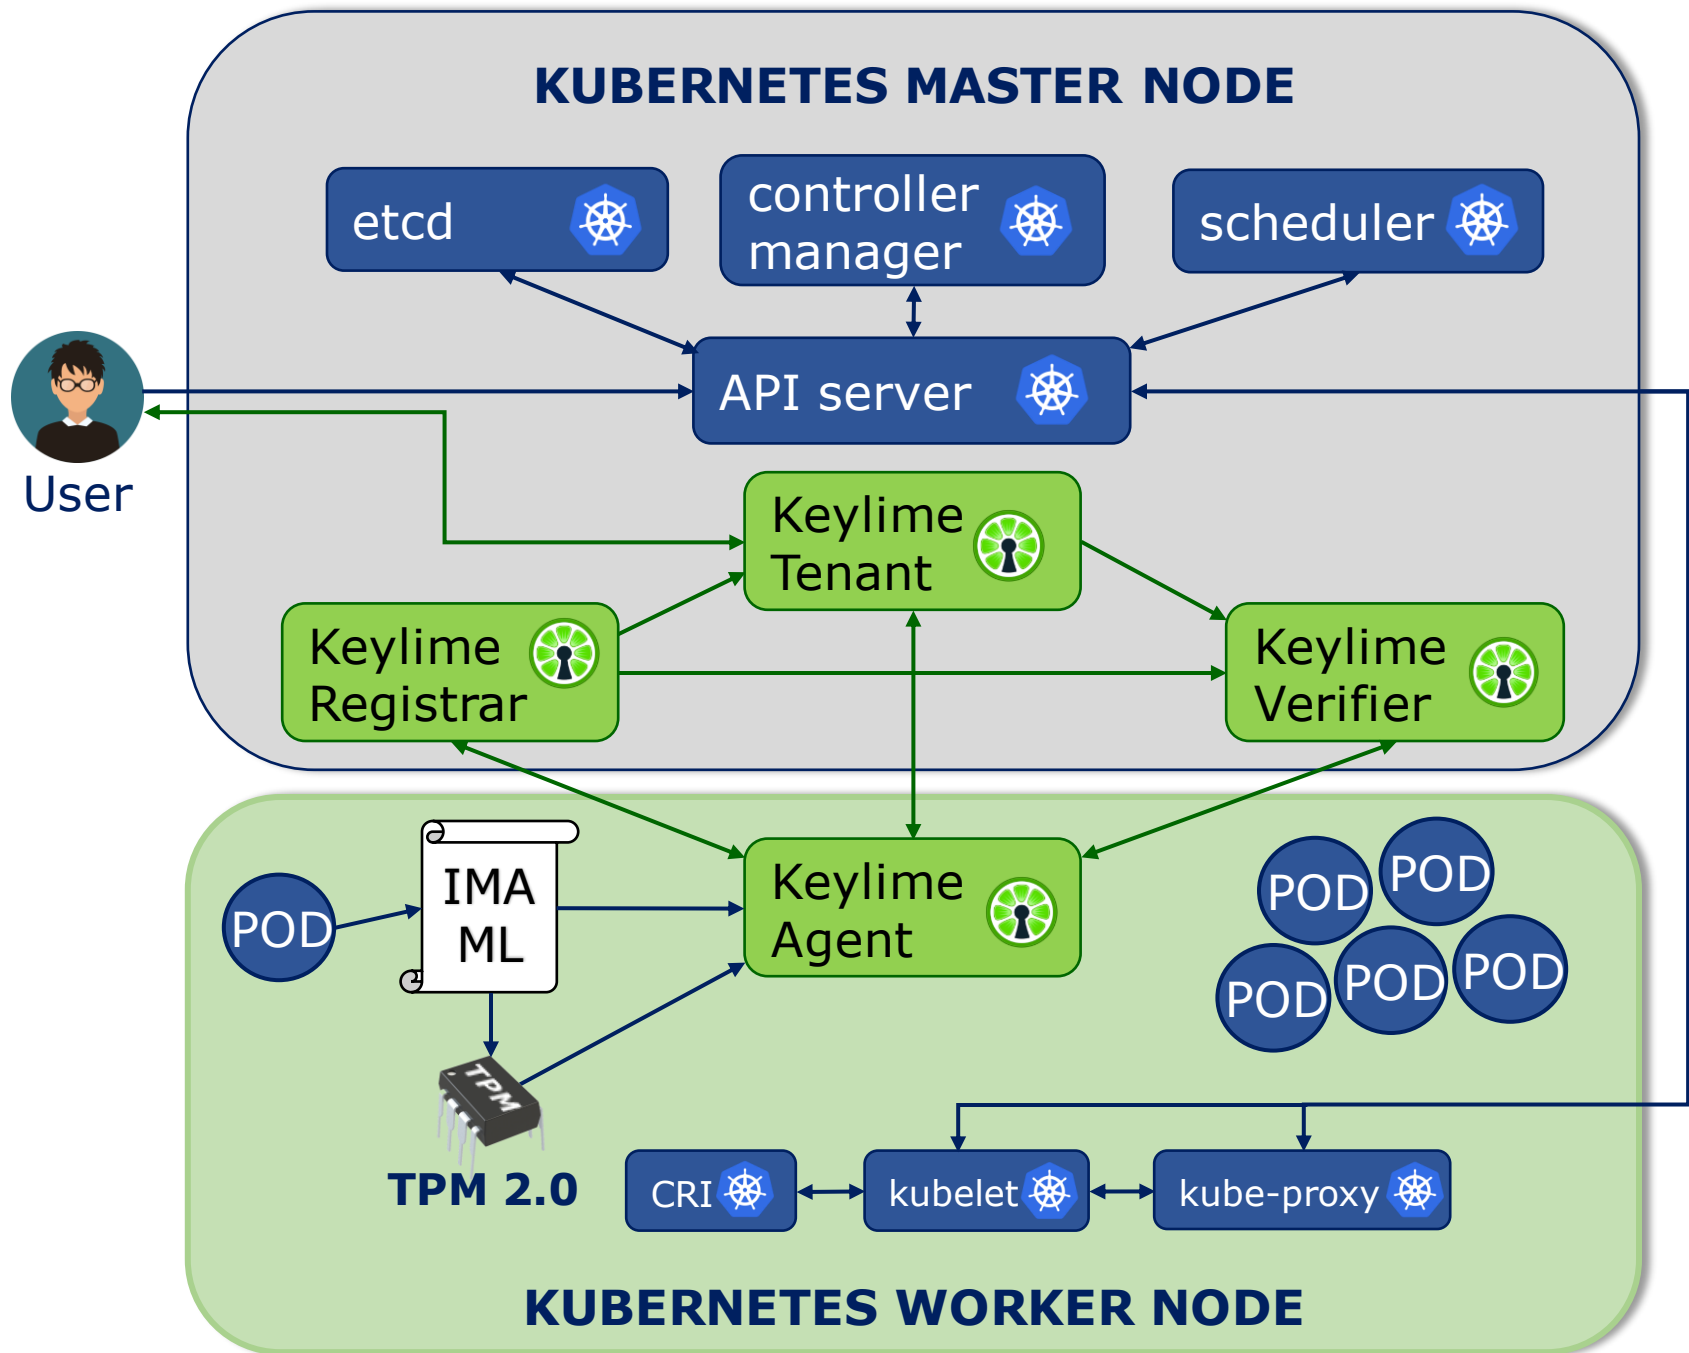 KUBERNETES MASTER NODE
etcd
controller
manager
scheduler
API server
User
Keylime
Tenant
Keylime
Registrar
Keylime
Verifier
POD
IMA
ML
Keylime
Agent
POD
POD
POD
POD
POD
TPM
TPM 2.0
CRI
kubelet
kube-proxy
KUBERNETES WORKER NODE